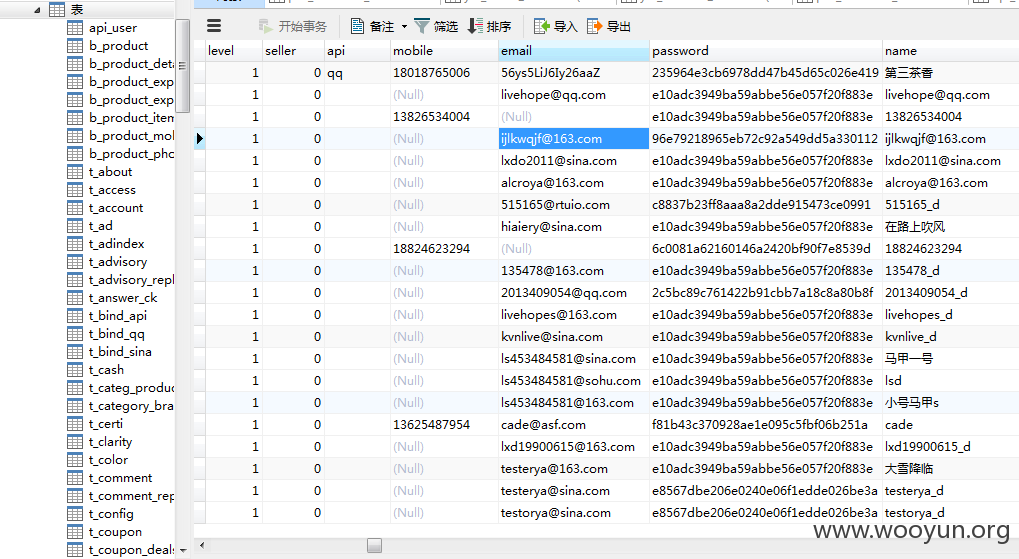 表
api_user
b_product
b_product_deta
b_product_exp
b_product_exp
b_product_item
b_product_mol
b_product_pho
t_about
t_access
t_account
t_ad
t_adindex
t_advisory
t_advisory_repl
t_answer_ck
t_bind_api
t_bind_qq
t_bind_sina
t_cash
t_categ_produc
t_category_bra
t_certi
t_clarity
t_color
t_comment
t_comment_rep
t_config
t_coupon
t_coupon_deals
开始事务 备注 筛选 排序 导入 导出
level seller api mobile email password name
1 0 qq 18018765006 56ys5LiJ6Iy26aaZ 235964e3cb6978dd47b45d65c026e419 第三茶香
1 0 (Null) livehope@qq.com e10adc3949ba59abbe56e057f20f883e livehope@qq.com
1 0 13826534004 (Null) e10adc3949ba59abbe56e057f20f883e 13826534004
1 0 (Null) ijlkwqjf@163.com 96e79218965eb72c92a549dd5a330112 ijlkwqjf@163.com
1 0 (Null) lxdo2011@sina.com e10adc3949ba59abbe56e057f20f883e lxdo2011@sina.com
1 0 (Null) alcroya@163.com e10adc3949ba59abbe56e057f20f883e alcroya@163.com
1 0 (Null) 515165@rtuio.com c8837b23ff8aaa8a2dde915473ce0991 515165_d
1 0 (Null) hiaiery@sina.com e10adc3949ba59abbe56e057f20f883e 在路上吹风
1 0 18824623294 (Null) 6c0081a62160146a2420bf90f7e8539d 18824623294
1 0 (Null) 135478@163.com e10adc3949ba59abbe56e057f20f883e 135478_d
1 0 (Null) 2013409054@qq.com 2c5bc89c761422b91cbb7a18c8a80b8f 2013409054_d
1 0 (Null) livehopes@163.com e10adc3949ba59abbe56e057f20f883e livehopes_d
1 0 (Null) kvnlive@sina.com e10adc3949ba59abbe56e057f20f883e kvnlive_d
1 0 (Null) ls453484581@sina.com e10adc3949ba59abbe56e057f20f883e 马甲一号
1 0 (Null) ls453484581@sohu.com e10adc3949ba59abbe56e057f20f883e lsd
1 0 (Null) ls453484581@163.com e10adc3949ba59abbe56e057f20f883e 小号马甲s
1 0 13625487954 cade@asf.com f81b43c370928ae1e095c5fbf06b251a cade
1 0 (Null) lxd19900615@163.com e10adc3949ba59abbe56e057f20f883e lxd19900615_d
1 0 (Null) testerya@163.com e10adc3949ba59abbe56e057f20f883e 大雪降临
1 0 (Null) testerya@sina.com e8567dbe206e0240e06f1edde026be3a testerya_d
1 0 (Null) testorya@sina.com e8567dbe206e0240e06f1edde026be3a testorya_d
www.wooyun.org